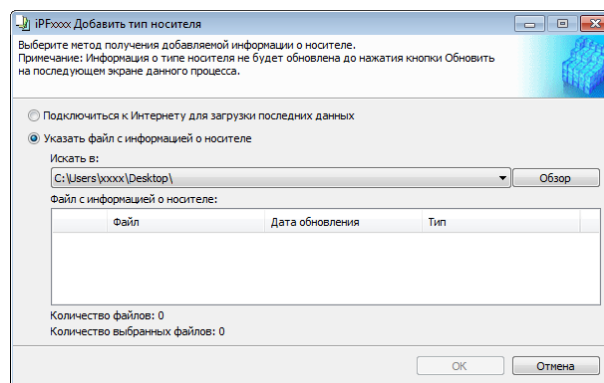 iPFxxxx Добавить тип носителя
Выберите метод получения добавляемой информации о носителе.
Примечание: Информация о типе носителя не будет обновлена до нажатия кнопки Обновить
на последующем экране данного процесса.
Подключиться к Интернету для загрузки последних данных
Указать файл с информацией о носителе
Искать в:
C:\Users\xxxx\Desktop\ Обзор
Файл с информацией о носителе:
Файл Дата обновления Тип
Количество файлов: 0
Количество выбранных файлов: 0
OK Отмена